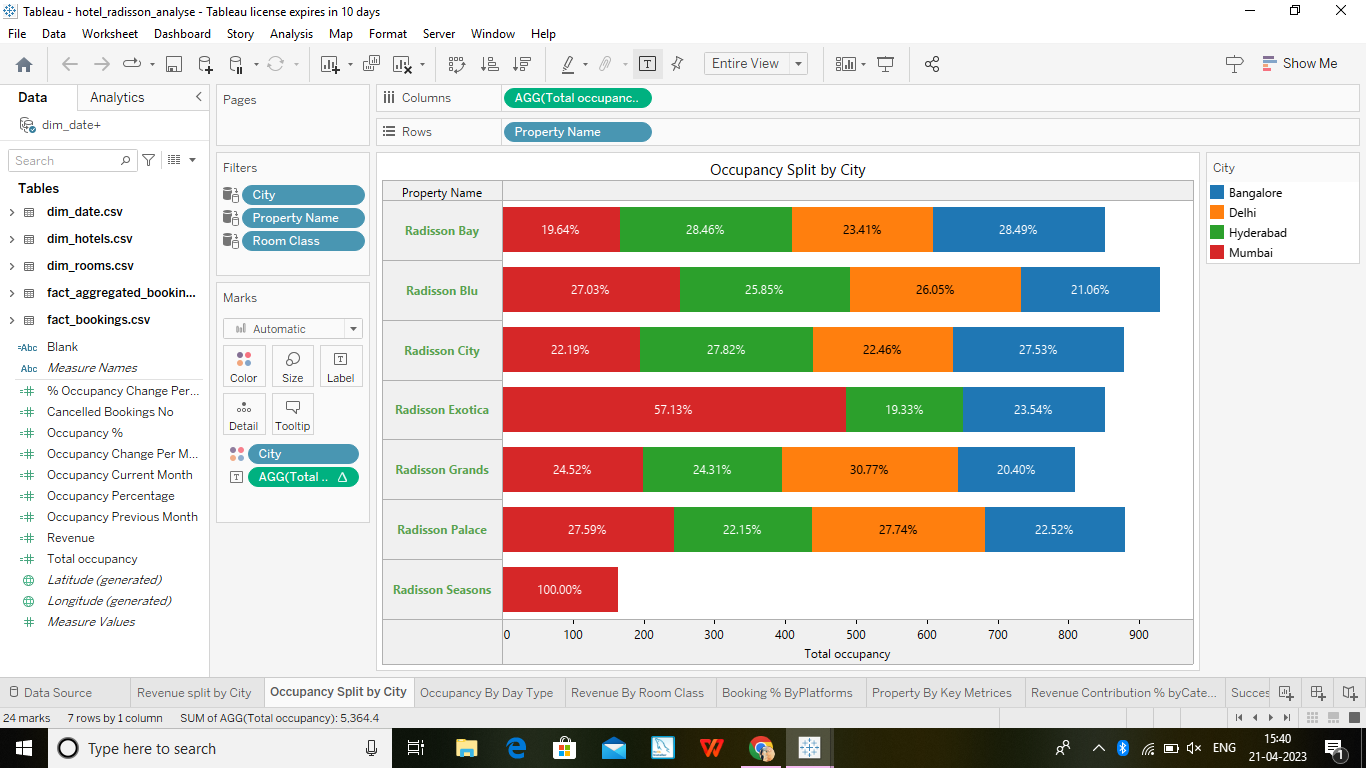 Tableau - hotel_radisson_analyse - Tableau license expires in 10 days
File Data Worksheet Dashboard Story Analysis Map Format Server Window Help
Entire View
Show Me
Data Analytics
dim_date+
Search
Tables
dim_date.csv
dim_hotels.csv
dim_rooms.csv
fact_aggregated_bookin...
fact_bookings.csv
=Abc Blank
Abc Measure Names
% Occupancy Change Per...
Cancelled Bookings No
Occupancy %
Occupancy Change Per M...
Occupancy Current Month
Occupancy Percentage
Occupancy Previous Month
Revenue
Total occupancy
Latitude (generated)
Longitude (generated)
Measure Values
Pages
Filters
City
Property Name
Room Class
Marks
Automatic
Color Size Label
Detail Tooltip
City
AGG(Total ..
Columns AGG(Total occupanc..
Rows Property Name
Occupancy Split by City
Property Name
Radisson Bay 19.64% 28.46% 23.41% 28.49%
Radisson Blu 27.03% 25.85% 26.05% 21.06%
Radisson City 22.19% 27.82% 22.46% 27.53%
Radisson Exotica 57.13% 19.33% 23.54%
Radisson Grands 24.52% 24.31% 30.77% 20.40%
Radisson Palace 27.59% 22.15% 27.74% 22.52%
Radisson Seasons 100.00%
0 100 200 300 400 500 600 700 800 900
Total occupancy
City
Bangalore
Delhi
Hyderabad
Mumbai
Data Source Revenue split by City Occupancy Split by City Occupancy By Day Type Revenue By Room Class Booking % ByPlatforms Property By Key Metrices Revenue Contribution % byCate... Succes
24 marks 7 rows by 1 column SUM of AGG(Total occupancy): 5,364.4
Type here to search
ENG
15:40
21-04-2023
1